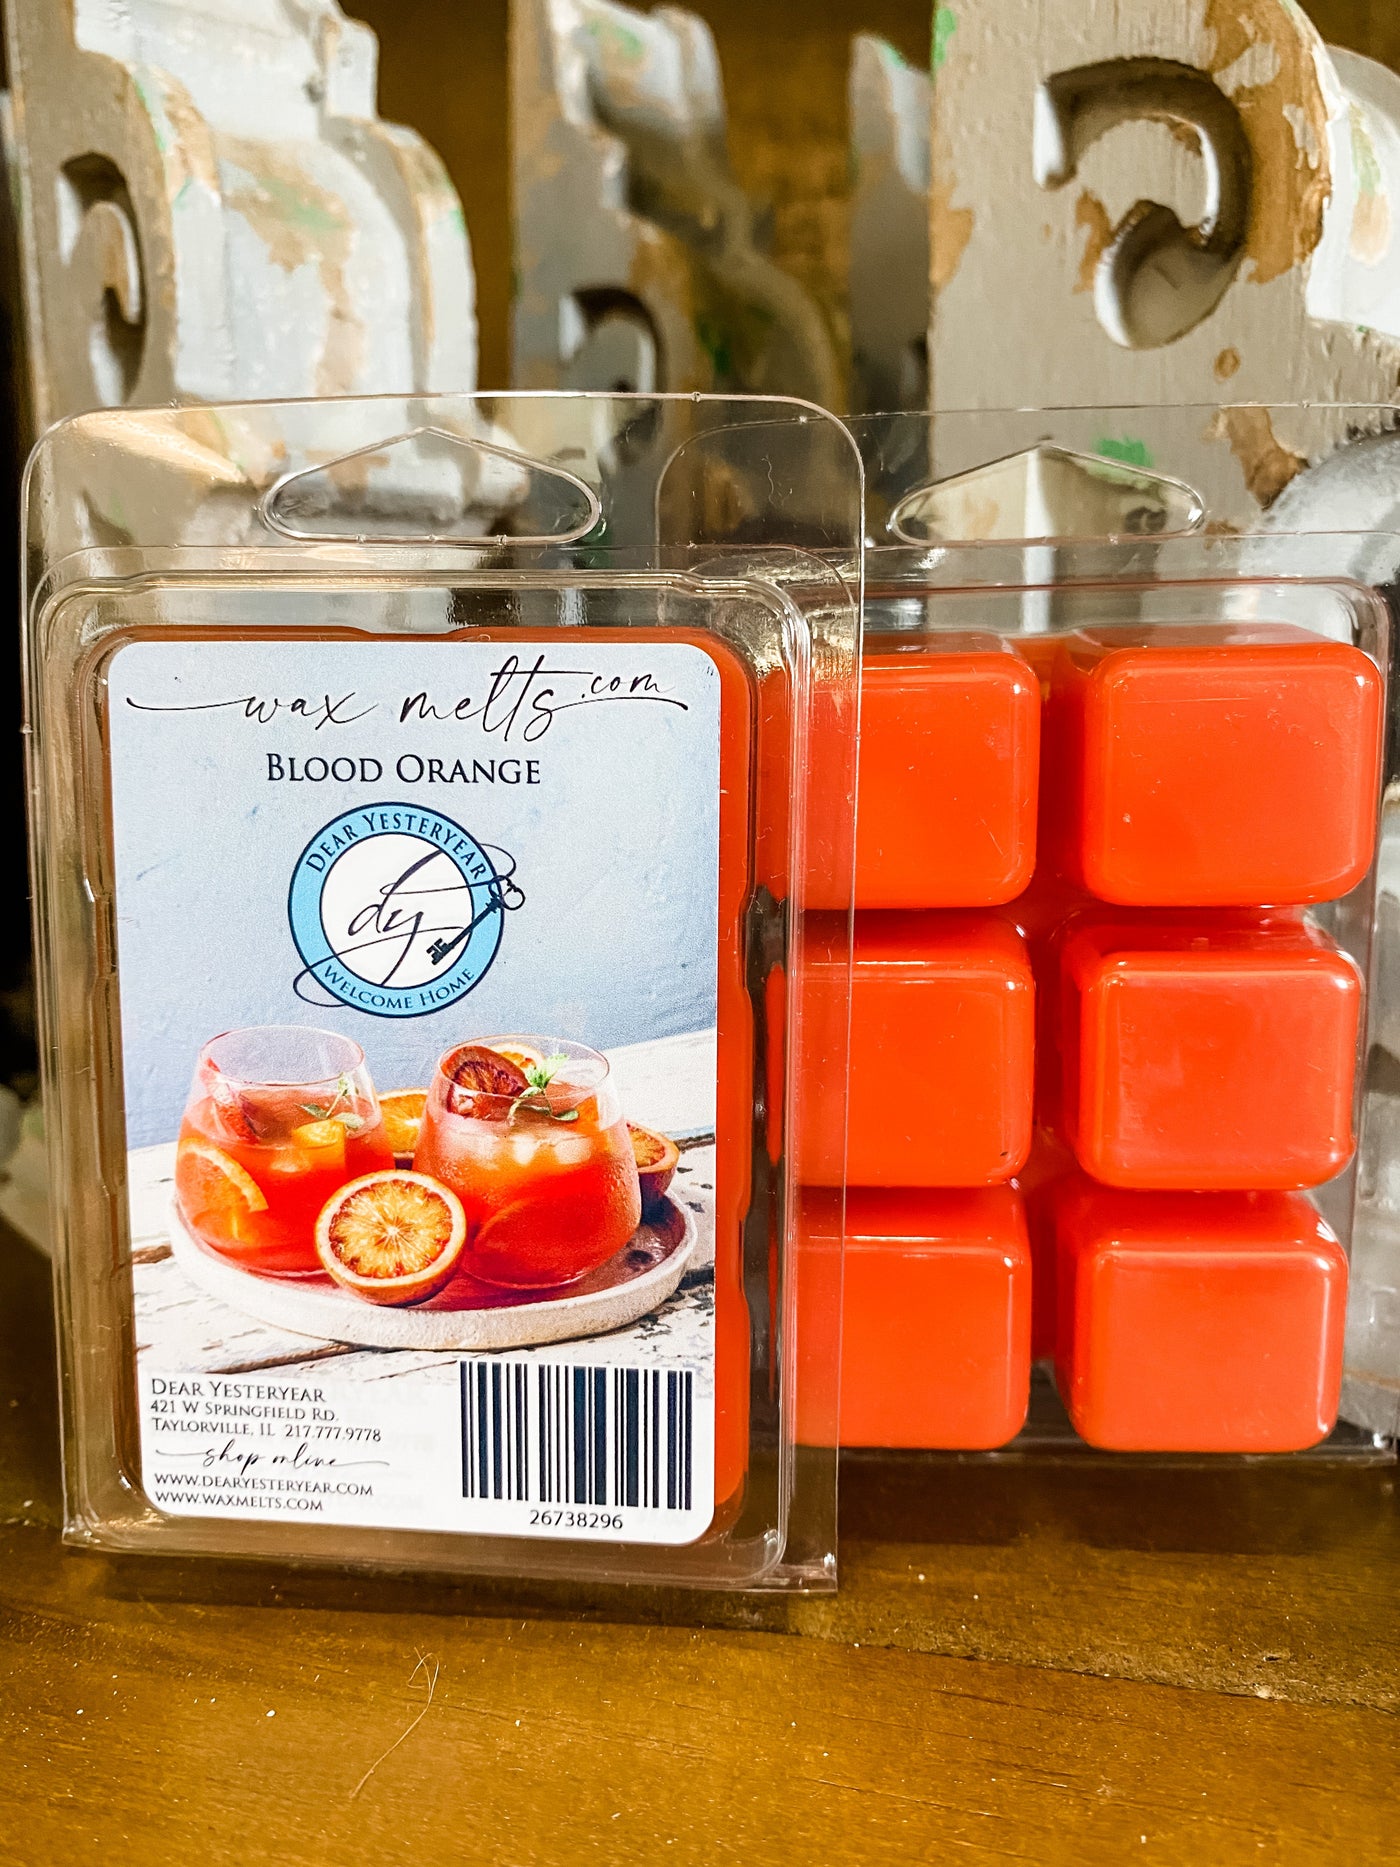 wax melts.com
BLOOD ORANGE
DEAR YESTERYEAR
dy
WELCOME HOME
DEAR YESTERYEAR
421 W SPRINGFIELD RD.
TAYLORVILLE, IL 217.777.9778
shop online
WWW.DEARYESTERYEAR.COM
WWW.WAXMELTS.COM
26738296